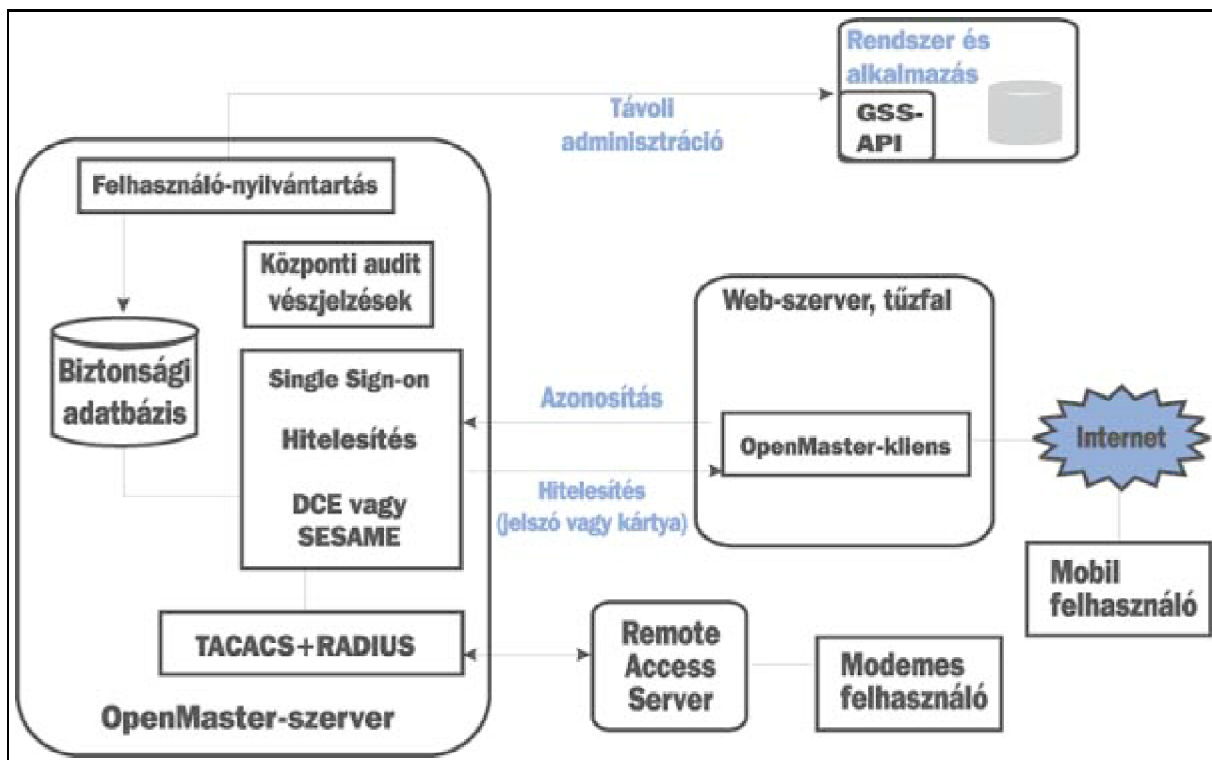 Rendszer és
alkalmazás
GSS-
API
Távoli
adminisztráció
Felhasználó-nyilvántartás
Központi audit
vészjelzések
Biztonsági
adatbázis
Single Sign-on
Hitelesítés
DCE vagy
SESAME
TACACS+RADIUS
OpenMaster-szerver
Azonosítás
Hitelesítés
(jelszó vagy kártya)
Web-szerver, tűzfal
OpenMaster-kliens
Internet
Mobil
felhasználó
Remote
Access
Server
Modemes
felhasználó